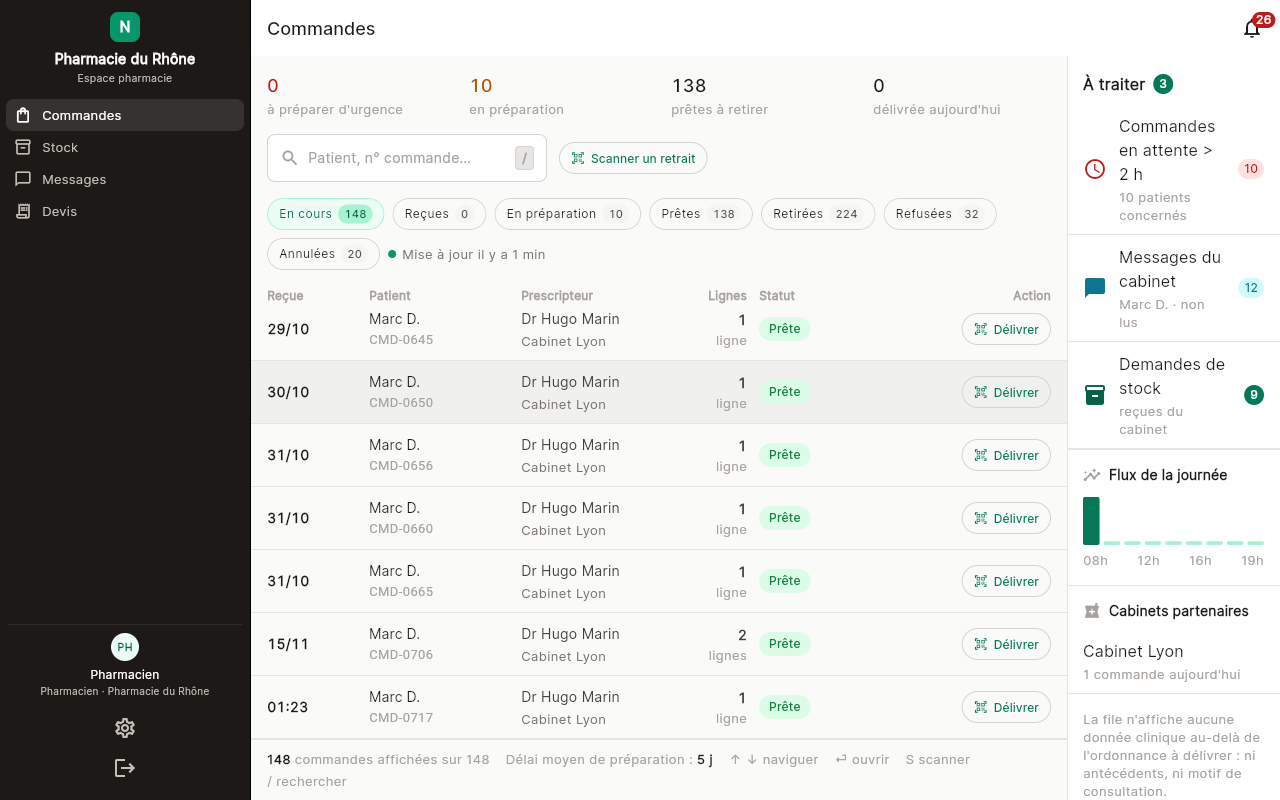 N
Pharmacie du Rhône
Espace pharmacie
Commandes
Stock
Messages
Devis
PH
Pharmacien
Pharmacien · Pharmacie du Rhône
Commandes
26
0
à préparer d'urgence
10
en préparation
138
prêtes à retirer
0
délivrée aujourd'hui
Patient, n° commande... /
Scanner un retrait
En cours 148 Reçues 0 En préparation 10 Prêtes 138 Retirées 224 Refusées 32
Annulées 20 Mise à jour il y a 1 min
Reçue Patient Prescripteur Lignes Statut Action
29/10 Marc D. CMD-0645 Dr Hugo Marin Cabinet Lyon 1 ligne Prête Délivrer
30/10 Marc D. CMD-0650 Dr Hugo Marin Cabinet Lyon 1 ligne Prête Délivrer
31/10 Marc D. CMD-0656 Dr Hugo Marin Cabinet Lyon 1 ligne Prête Délivrer
31/10 Marc D. CMD-0660 Dr Hugo Marin Cabinet Lyon 1 ligne Prête Délivrer
31/10 Marc D. CMD-0665 Dr Hugo Marin Cabinet Lyon 1 ligne Prête Délivrer
15/11 Marc D. CMD-0706 Dr Hugo Marin Cabinet Lyon 2 lignes Prête Délivrer
01:23 Marc D. CMD-0717 Dr Hugo Marin Cabinet Lyon 1 ligne Prête Délivrer
148 commandes affichées sur 148 Délai moyen de préparation : 5 j ↑ ↓ naviguer ↵ ouvrir S scanner
/ rechercher
À traiter 3
Commandes
en attente >
2 h
10
10 patients
concernés
Messages du
cabinet
12
Marc D. · non
lus
Demandes de
stock
9
reçues du
cabinet
Flux de la journée
08h 12h 16h 19h
Cabinets partenaires
Cabinet Lyon
1 commande aujourd'hui
La file n'affiche aucune
donnée clinique au-delà de
l'ordonnance à délivrer : ni
antécédents, ni motif de
consultation.